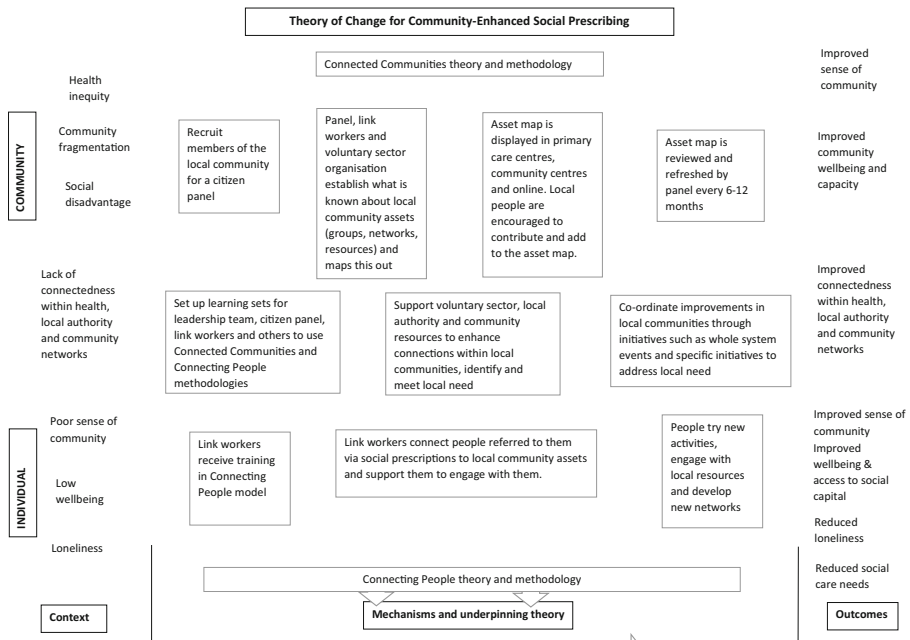 Theory of Change for Community-Enhanced Social Prescribing
Connected Communities theory and methodology
COMMUNITY
Health
inequity
Community
fragmentation
Social
disadvantage
Recruit
members of the
local community
for a citizen
panel
Panel, link
workers and
voluntary sector
organisation
establish what is
known about local
community assets
(groups, networks,
resources) and
maps this out
Asset map is
displayed in primary
care centres,
community centres
and online. Local
people are
encouraged to
contribute and add
to the asset map.
Asset map is
reviewed and
refreshed by
panel every 6-12
months
Improved
sense of
community
Improved
community
wellbeing and
capacity
Lack of
connectedness
within health,
local authority
and community
networks
Set up learning sets for
leadership team, citizen panel,
link workers and others to use
Connected Communities and
Connecting People
methodologies
Support voluntary sector, local
authority and community
resources to enhance
connections within local
communities, identify and
meet local need
Co-ordinate improvements in
local communities through
initiatives such as whole system
events and specific initiatives to
address local need
Improved
connectedness
within health,
local authority
and community
networks
INDIVIDUAL
Poor sense of
community
Low
wellbeing
Loneliness
Link workers
receive training
in Connecting
People model
Link workers connect people referred to them
via social prescriptions to local community assets
and support them to engage with them.
People try new
activities,
engage with
local resources
and develop
new networks
Improved sense of
community
Improved
wellbeing &
access to social
capital
Reduced
loneliness
Reduced social
care needs
Connecting People theory and methodology
Context
Mechanisms and underpinning theory
Outcomes